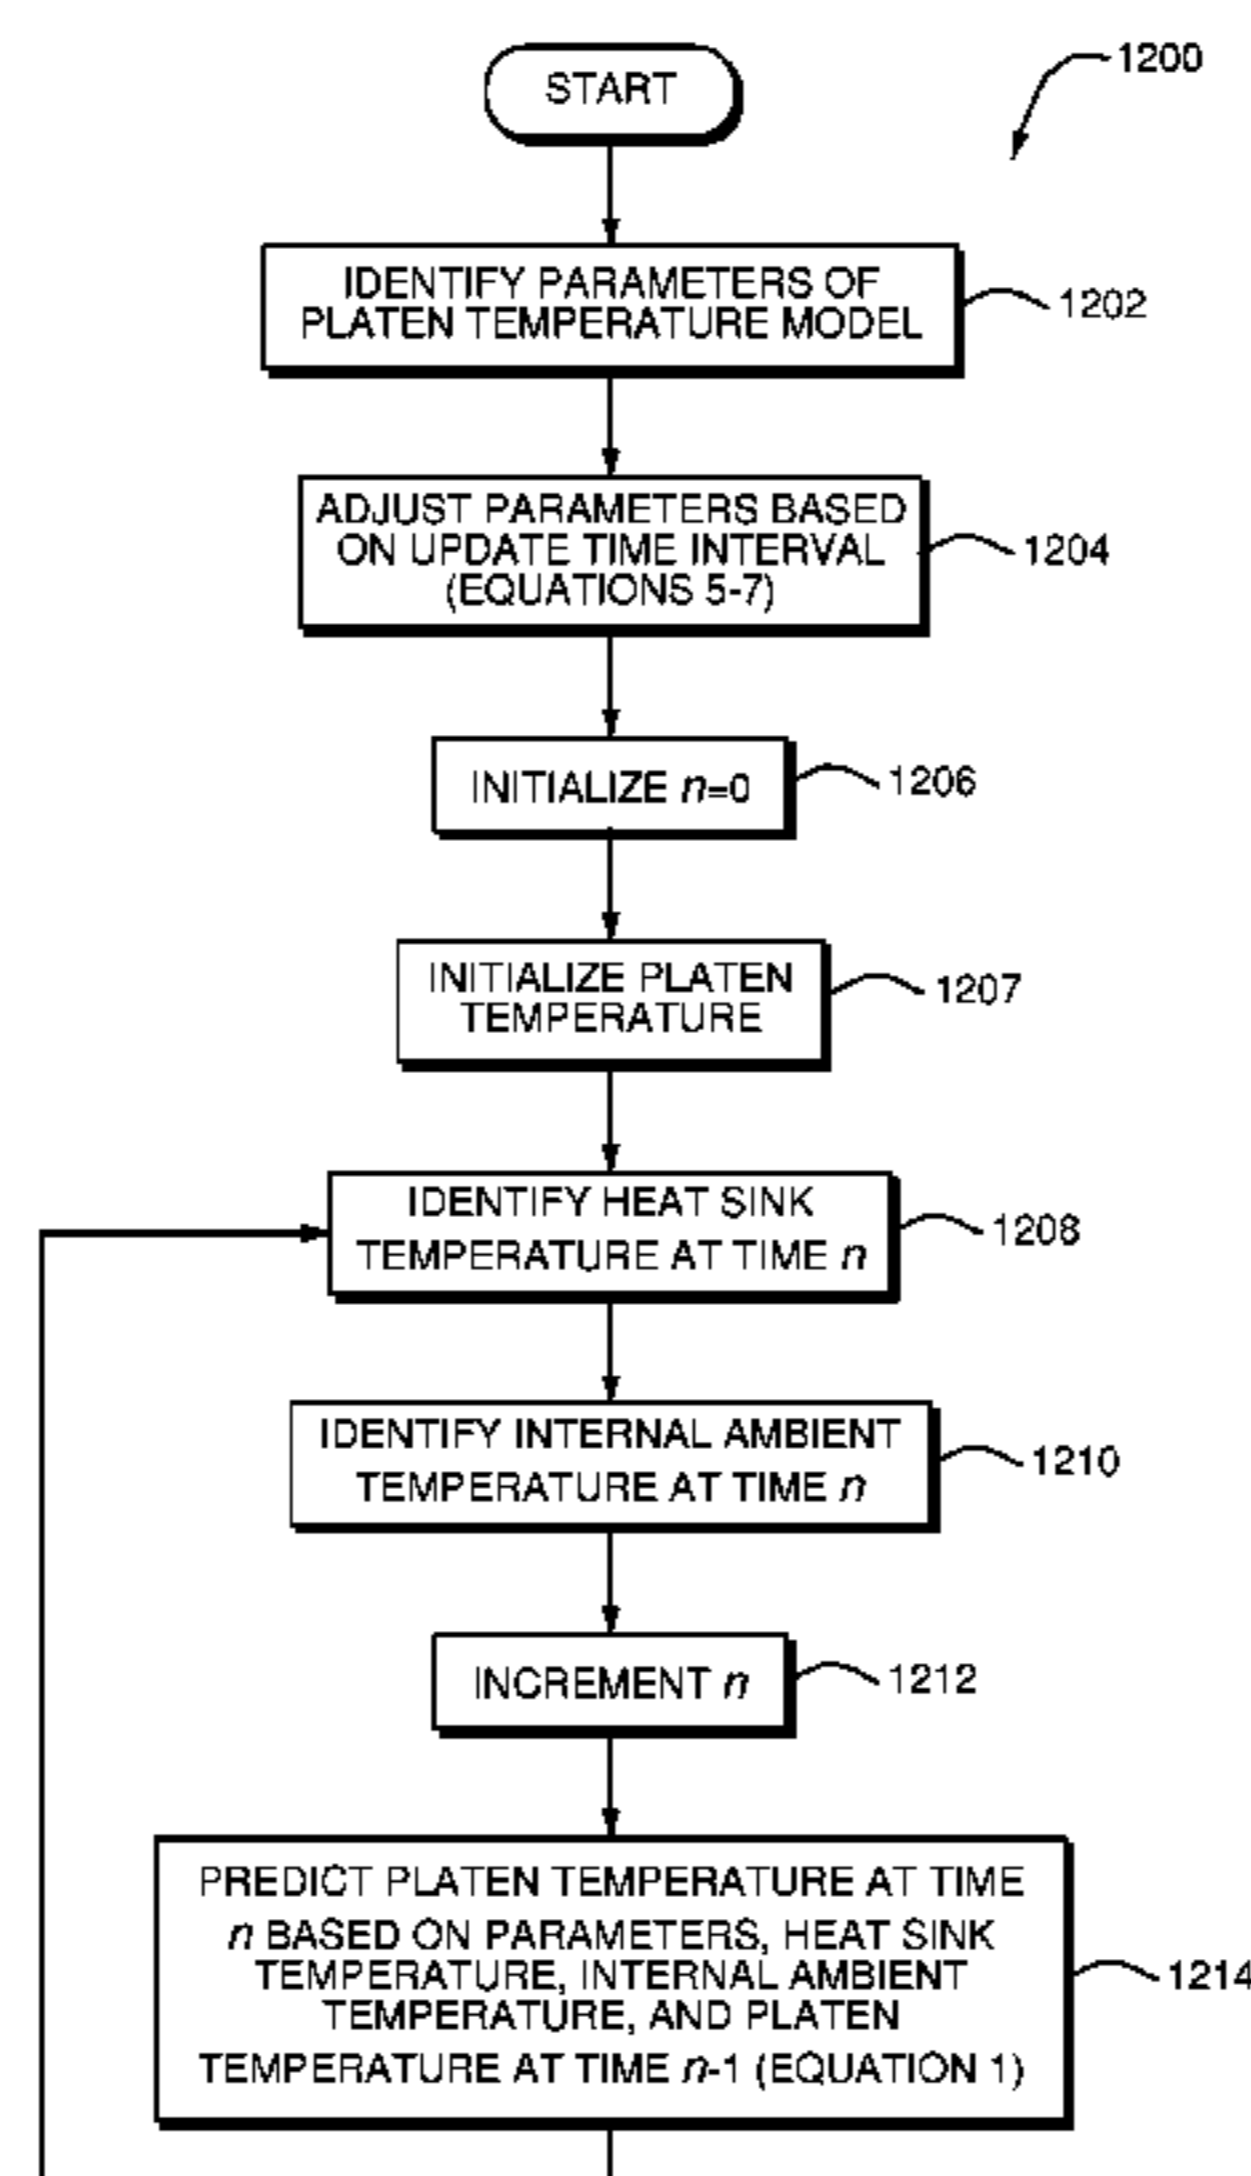 START
1200
IDENTIFY PARAMETERS OF
PLATEN TEMPERATURE MODEL
1202
ADJUST PARAMETERS BASED
ON UPDATE TIME INTERVAL
(EQUATIONS 5-7)
1204
INITIALIZE n=0
1206
INITIALIZE PLATEN
TEMPERATURE
1207
IDENTIFY HEAT SINK
TEMPERATURE AT TIME n
1208
IDENTIFY INTERNAL AMBIENT
TEMPERATURE AT TIME n
1210
INCREMENT n
1212
PREDICT PLATEN TEMPERATURE AT TIME
n BASED ON PARAMETERS, HEAT SINK
TEMPERATURE, INTERNAL AMBIENT
TEMPERATURE, AND PLATEN
TEMPERATURE AT TIME n-1 (EQUATION 1)
1214